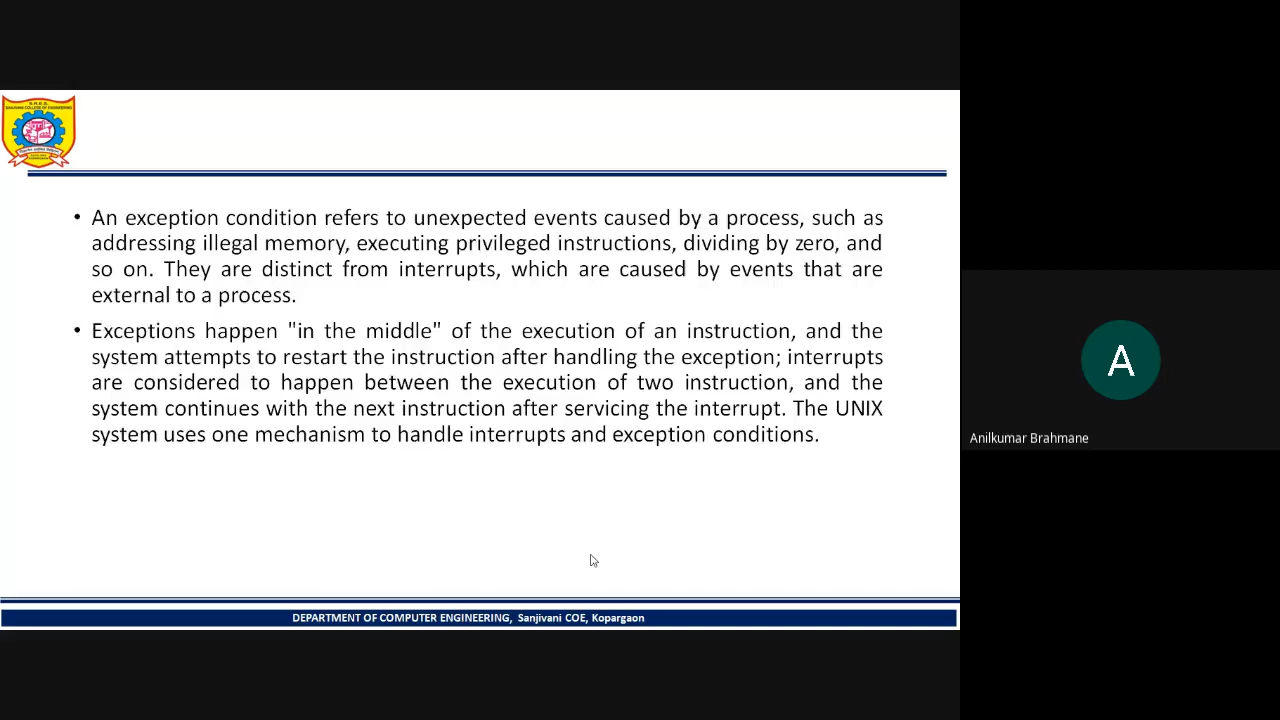 S.R.E.S.
SANJIVANI COLLEGE OF ENGINEERING
KOPARGAON
• An exception condition refers to unexpected events caused by a process, such as
addressing illegal memory, executing privileged instructions, dividing by zero, and
so on. They are distinct from interrupts, which are caused by events that are
external to a process.
• Exceptions happen "in the middle" of the execution of an instruction, and the
system attempts to restart the instruction after handling the exception; interrupts
are considered to happen between the execution of two instruction, and the
system continues with the next instruction after servicing the interrupt. The UNIX
system uses one mechanism to handle interrupts and exception conditions.
A
Anilkumar Brahmane
DEPARTMENT OF COMPUTER ENGINEERING, Sanjivani COE, Kopargaon